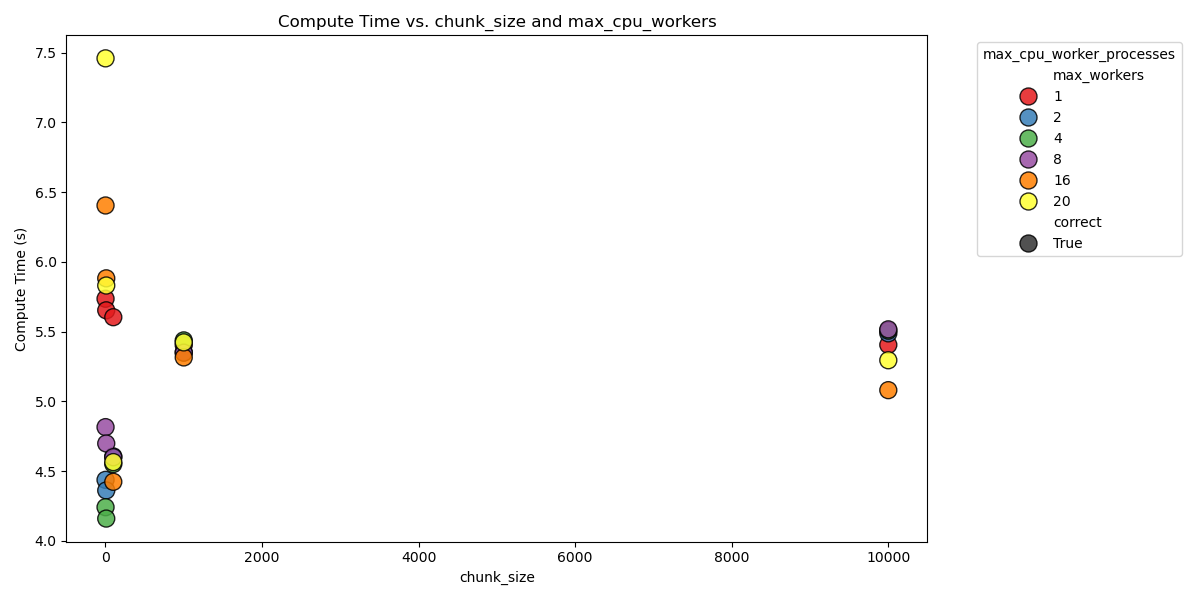 Compute Time vs. chunk_size and max_cpu_workers
7.5
7.0
6.5
6.0
5.5
5.0
4.5
4.0
Compute Time (s)
0 2000 4000 6000 8000 10000
chunk_size
max_cpu_worker_processes
max_workers
1
2
4
8
16
20
correct
True